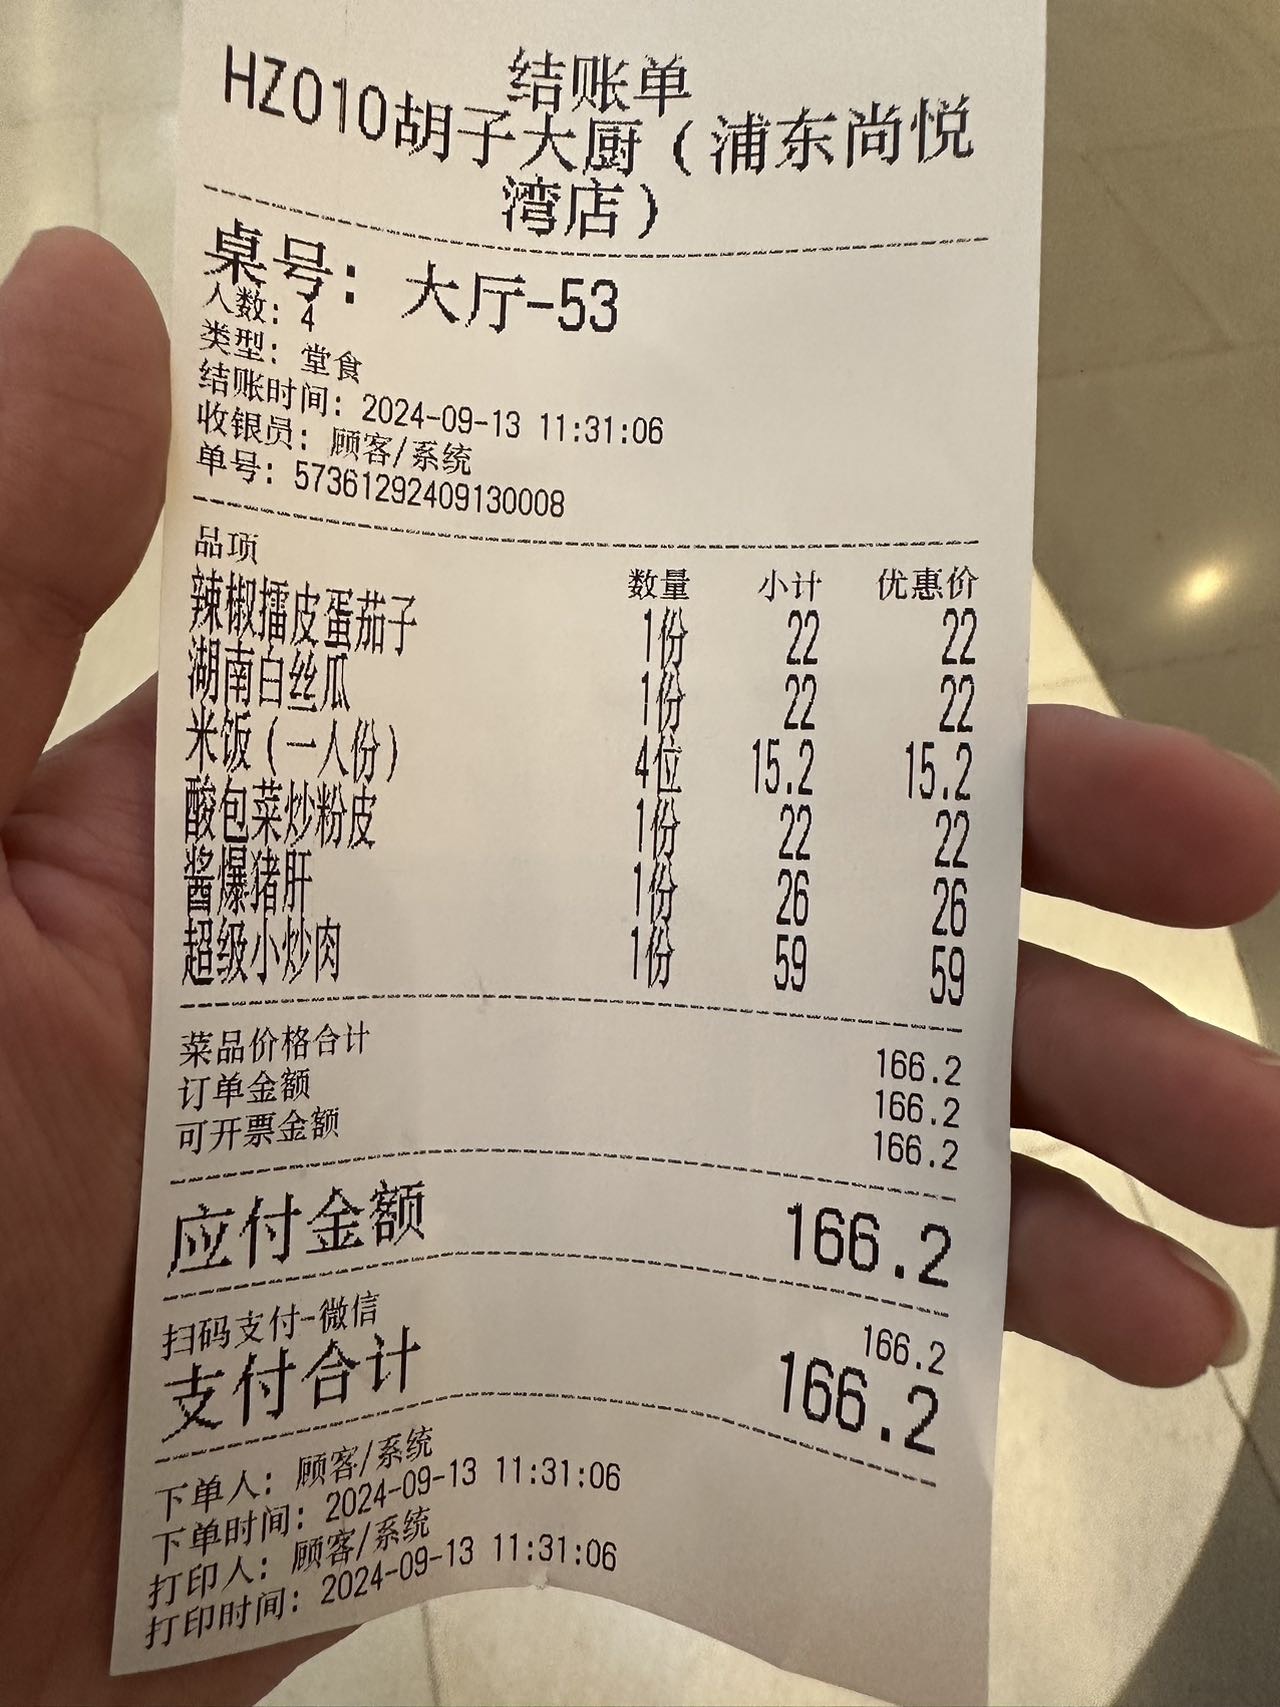 结账单
HZ010胡子大厨（浦东尚悦
湾店）
桌号：大厅-53
人数：4
类型：堂食
结账时间：2024-09-13 11:31:06
收银员：顾客/系统
单号：57361292409130008
品项 数量 小计 优惠价
辣椒擂皮蛋茄子 1份 22 22
湖南白丝瓜 1份 22 22
米饭（一人份） 4位 15.2 15.2
酸包菜炒粉皮 1份 22 22
酱爆猪肝 1份 26 26
超级小炒肉 1份 59 59
菜品价格合计 166.2
订单金额 166.2
可开票金额 166.2
应付金额 166.2
扫码支付-微信 166.2
支付合计 166.2
下单人：顾客/系统
下单时间：2024-09-13 11:31:06
打印人：顾客/系统
打印时间：2024-09-13 11:31:06